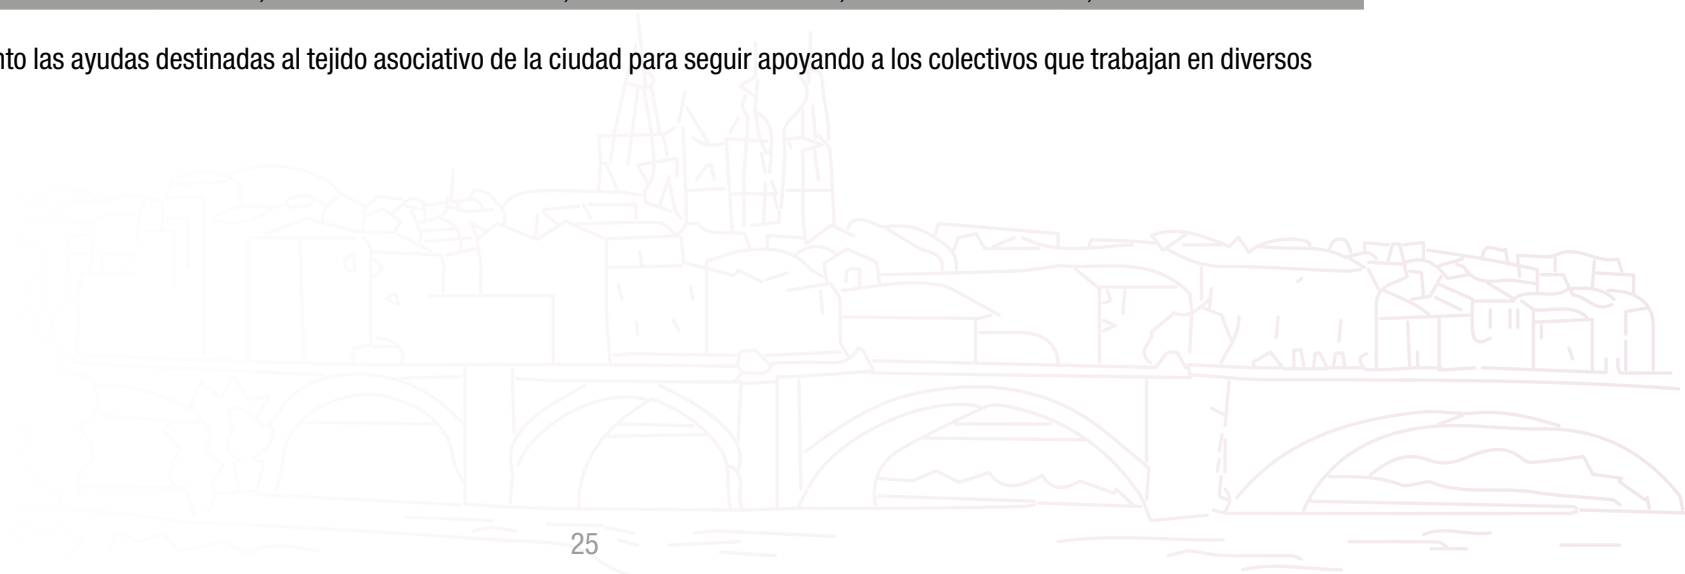 las ayudas destinadas al tejido asociativo de la ciudad para seguir apoyando a los colectivos que trabajan en diversos
25